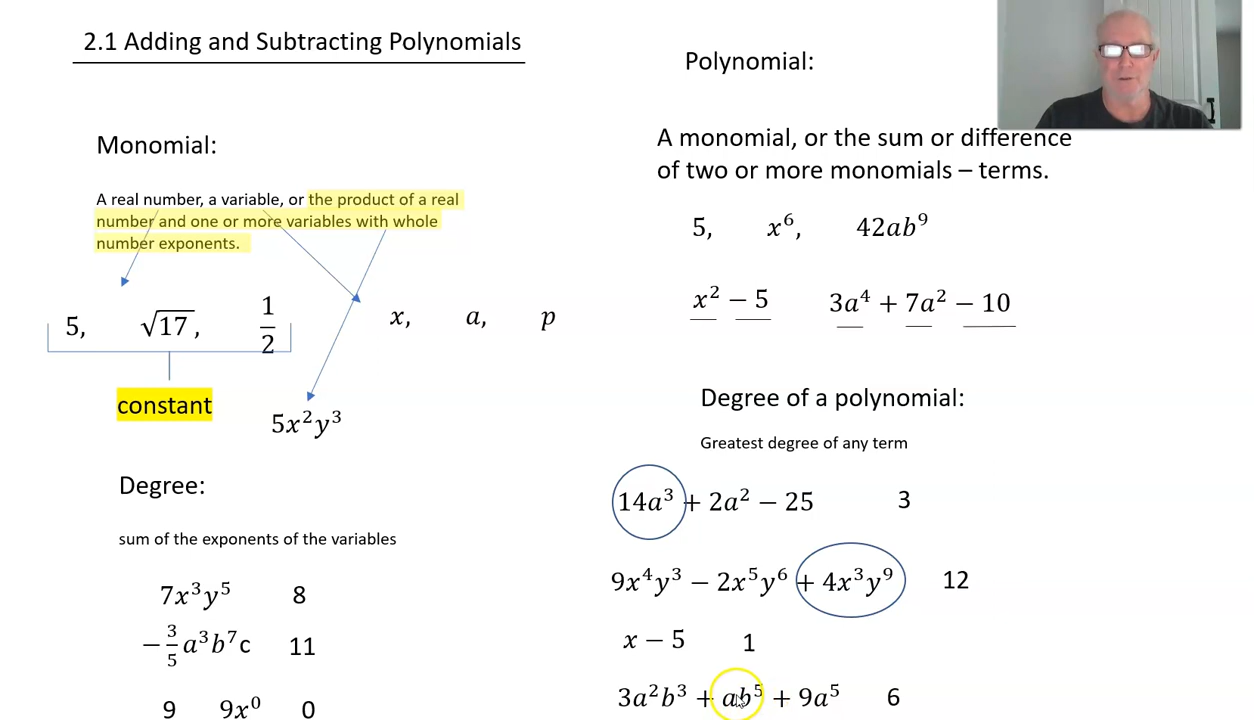 2.1 Adding and Subtracting Polynomials
Monomial:
A real number, a variable, or the product of a real
number and one or more variables with whole
number exponents.
5, √17, 1/2 x, a, p
constant
5x²y³
Degree:
sum of the exponents of the variables
7x³y⁵ 8
−3/5 a³b⁷c 11
9 9x⁰ 0
Polynomial:
A monomial, or the sum or difference
of two or more monomials – terms.
5, x⁶, 42ab⁹
x² − 5 3a⁴ + 7a² − 10
Degree of a polynomial:
Greatest degree of any term
14a³ + 2a² − 25 3
9x⁴y³ − 2x⁵y⁶ + 4x³y⁹ 12
x − 5 1
3a²b³ + ab⁵ + 9a⁵ 6